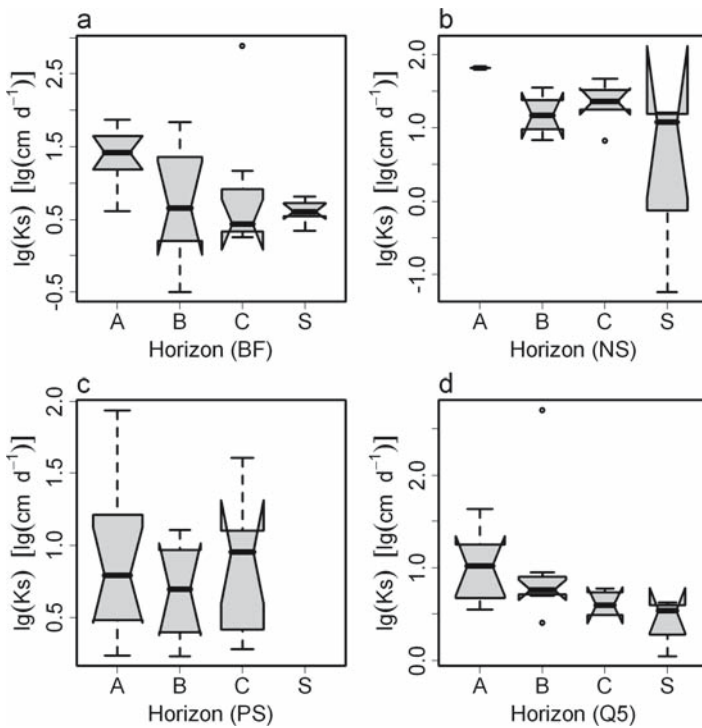 a
lg(Ks) [lg(cm d⁻¹)]
2.5
1.5
0.5
-0.5
A B C S
Horizon (BF)
b
lg(Ks) [lg(cm d⁻¹)]
2.0
1.0
0.0
-1.0
A B C S
Horizon (NS)
c
lg(Ks) [lg(cm d⁻¹)]
2.0
1.5
1.0
0.5
A B C S
Horizon (PS)
d
lg(Ks) [lg(cm d⁻¹)]
2.0
1.0
0.0
A B C S
Horizon (Q5)